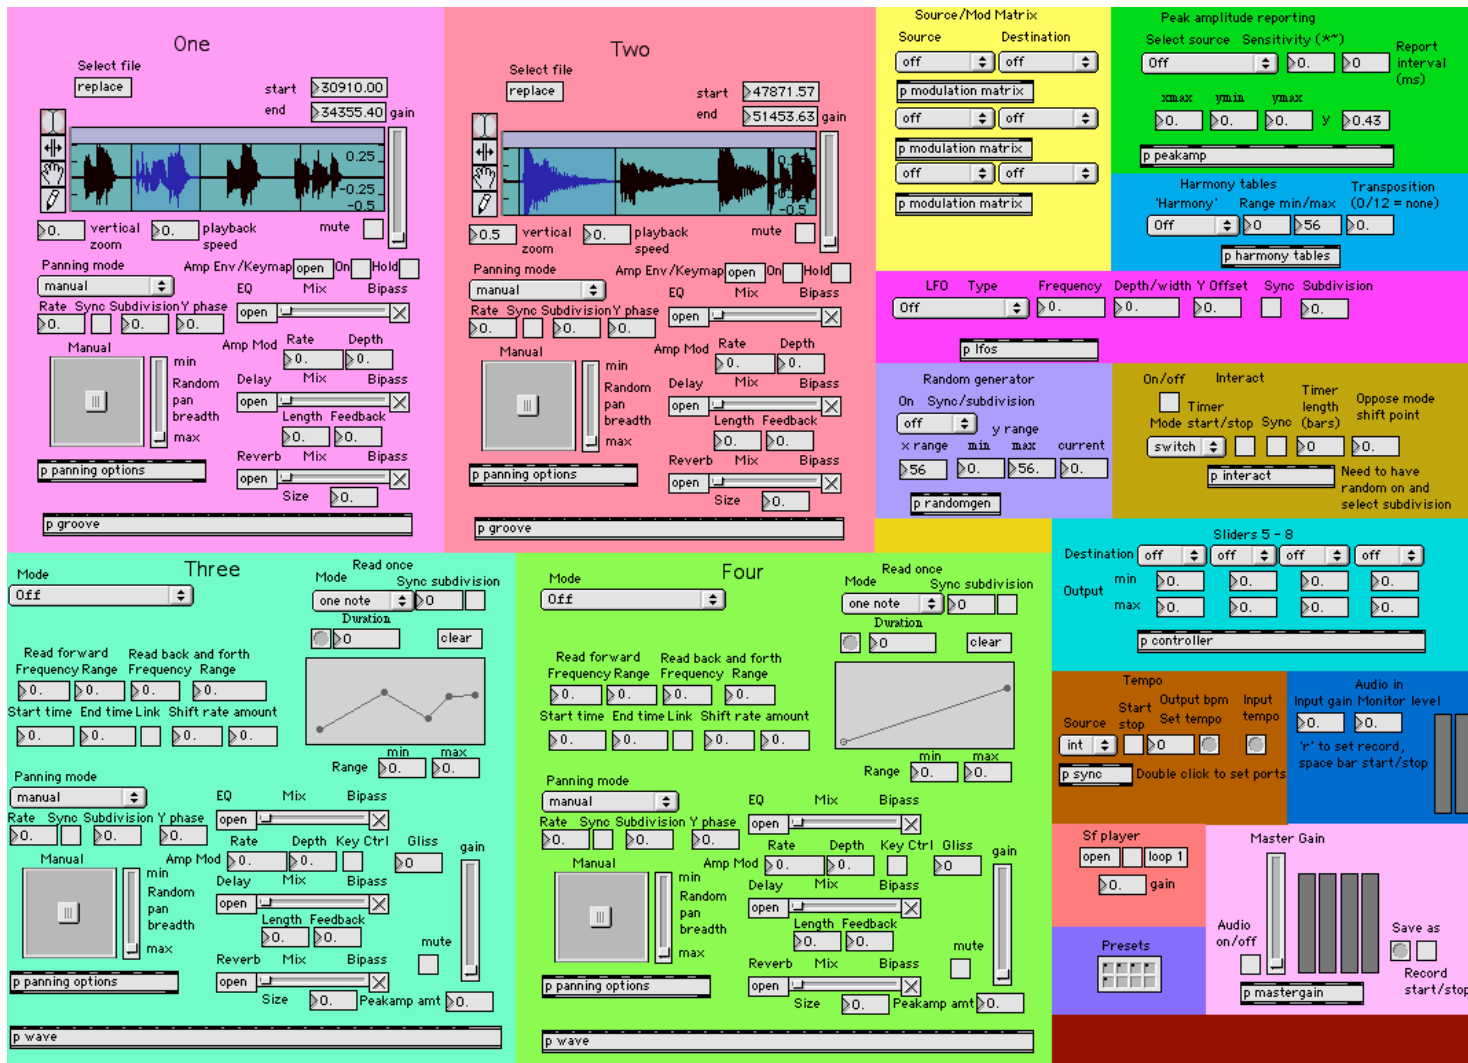 One
Select file
replace
start
30910.00
end
34355.40
gain
0.25
-0.25
-0.5
0.
vertical zoom
0.
playback speed
mute
Panning mode
manual
Amp Env/Keymap
open
On
Hold
Rate
Sync
Subdivision
Y phase
0.
0.
0.
EQ
Mix
Bipass
open
Manual
min
Random
pan
breadth
max
Amp Mod
Rate
Depth
0.
0.
Delay
Mix
Bipass
open
Length
Feedback
0.
0.
Reverb
Mix
Bipass
open
Size
0.
p panning options
p groove
Two
Select file
replace
start
47871.57
end
51453.63
gain
-0.5
0.5
vertical zoom
0.
playback speed
mute
Panning mode
manual
Amp Env/Keymap
open
On
Hold
Rate
Sync
Subdivision
Y phase
0.
0.
0.
EQ
Mix
Bipass
open
Manual
min
Random
pan
breadth
max
Amp Mod
Rate
Depth
0.
0.
Delay
Mix
Bipass
open
Length
Feedback
0.
0.
Reverb
Mix
Bipass
open
Size
0.
p panning options
p groove
Source/Mod Matrix
Source
Destination
off
off
p modulation matrix
off
off
p modulation matrix
off
off
p modulation matrix
Peak amplitude reporting
Select source
Sensitivity (*~)
Report interval (ms)
Off
0.
0
xmax
ymin
ymax
0.
0.
0.
y
0.43
p peakamp
Harmony tables
'Harmony'
Range min/max
Transposition (0/12 = none)
Off
0
56
0.
p harmony tables
LFO
Type
Frequency
Depth/width
Y Offset
Sync
Subdivision
Off
0.
0.
0.
0.
p lfos
Random generator
On
Sync/subdivision
off
y range
x range
min
max
current
56
0.
56.
0.
p randomgen
On/off
Interact
Timer
Mode
start/stop
Sync
Timer length (bars)
Oppose mode shift point
switch
0
0.
p interact
Need to have random on and select subdivision
Sliders 5 - 8
Destination
off
off
off
off
Output
min
0.
0.
0.
0.
max
0.
0.
0.
0.
p controller
Three
Mode
Off
Read once
Mode
Sync subdivision
one note
0
Duration
0
clear
Read forward
Frequency
Range
Read back and forth
Frequency
Range
0.
0.
0.
0.
Start time
End time
Link
Shift rate amount
0.
0.
0.
0.
min
max
Range
0.
0.
Panning mode
manual
Rate
Sync
Subdivision
Y phase
0.
0.
0.
EQ
Mix
Bipass
open
Manual
min
Random
pan
breadth
max
Amp Mod
Rate
Depth
Key Ctrl
Gliss
0.
0.
0
gain
Delay
Mix
Bipass
open
Length
Feedback
0.
0.
mute
Reverb
Mix
Bipass
open
Size
0.
Peakamp amt
0.
p panning options
p wave
Four
Mode
Off
Read once
Mode
Sync subdivision
one note
0
Duration
0
clear
Read forward
Frequency
Range
Read back and forth
Frequency
Range
0.
0.
0.
0.
Start time
End time
Link
Shift rate amount
0.
0.
0.
0.
min
max
Range
0.
0.
Panning mode
manual
Rate
Sync
Subdivision
Y phase
0.
0.
0.
EQ
Mix
Bipass
open
Manual
min
Random
pan
breadth
max
Amp Mod
Rate
Depth
Key Ctrl
Gliss
0.
0.
0
gain
Delay
Mix
Bipass
open
Length
Feedback
0.
0.
mute
Reverb
Mix
Bipass
open
Size
0.
Peakamp amt
0.
p panning options
p wave
Tempo
Source
Start stop
Output bpm
Set tempo
Input tempo
int
0
p sync
Double click to set ports
Audio in
Input gain
Monitor level
0.
0.
'r' to set record,
space bar start/stop
Sf player
open
loop 1
0.
gain
Presets
Master Gain
Audio on/off
Save as
Record start/stop
p mastergain